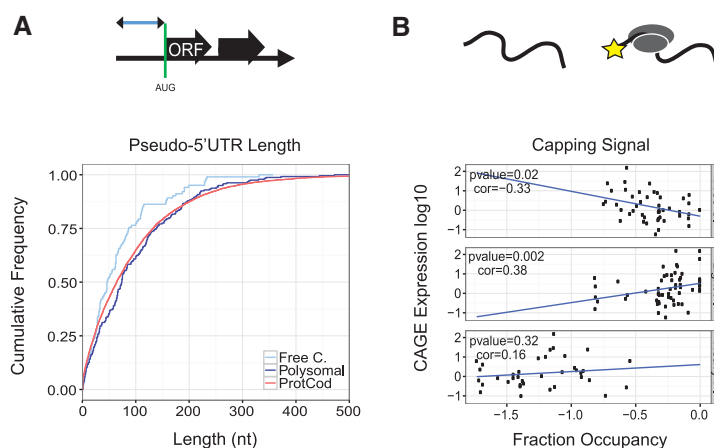 A
ORF
AUG
Pseudo-5'UTR Length
Cumulative Frequency
1.00
0.75
0.50
0.25
0.00
Free C.
Polysomal
ProtCod
0 100 200 300 400 500
Length (nt)
B
Capping Signal
CAGE Expression log10
2
1
0
−1
pvalue=0.02
cor=−0.33
2
1
0
−1
pvalue=0.002
cor=0.38
2
1
0
−1
pvalue=0.32
cor=0.16
−1.5 −1.0 −0.5 0.0
Fraction Occupancy